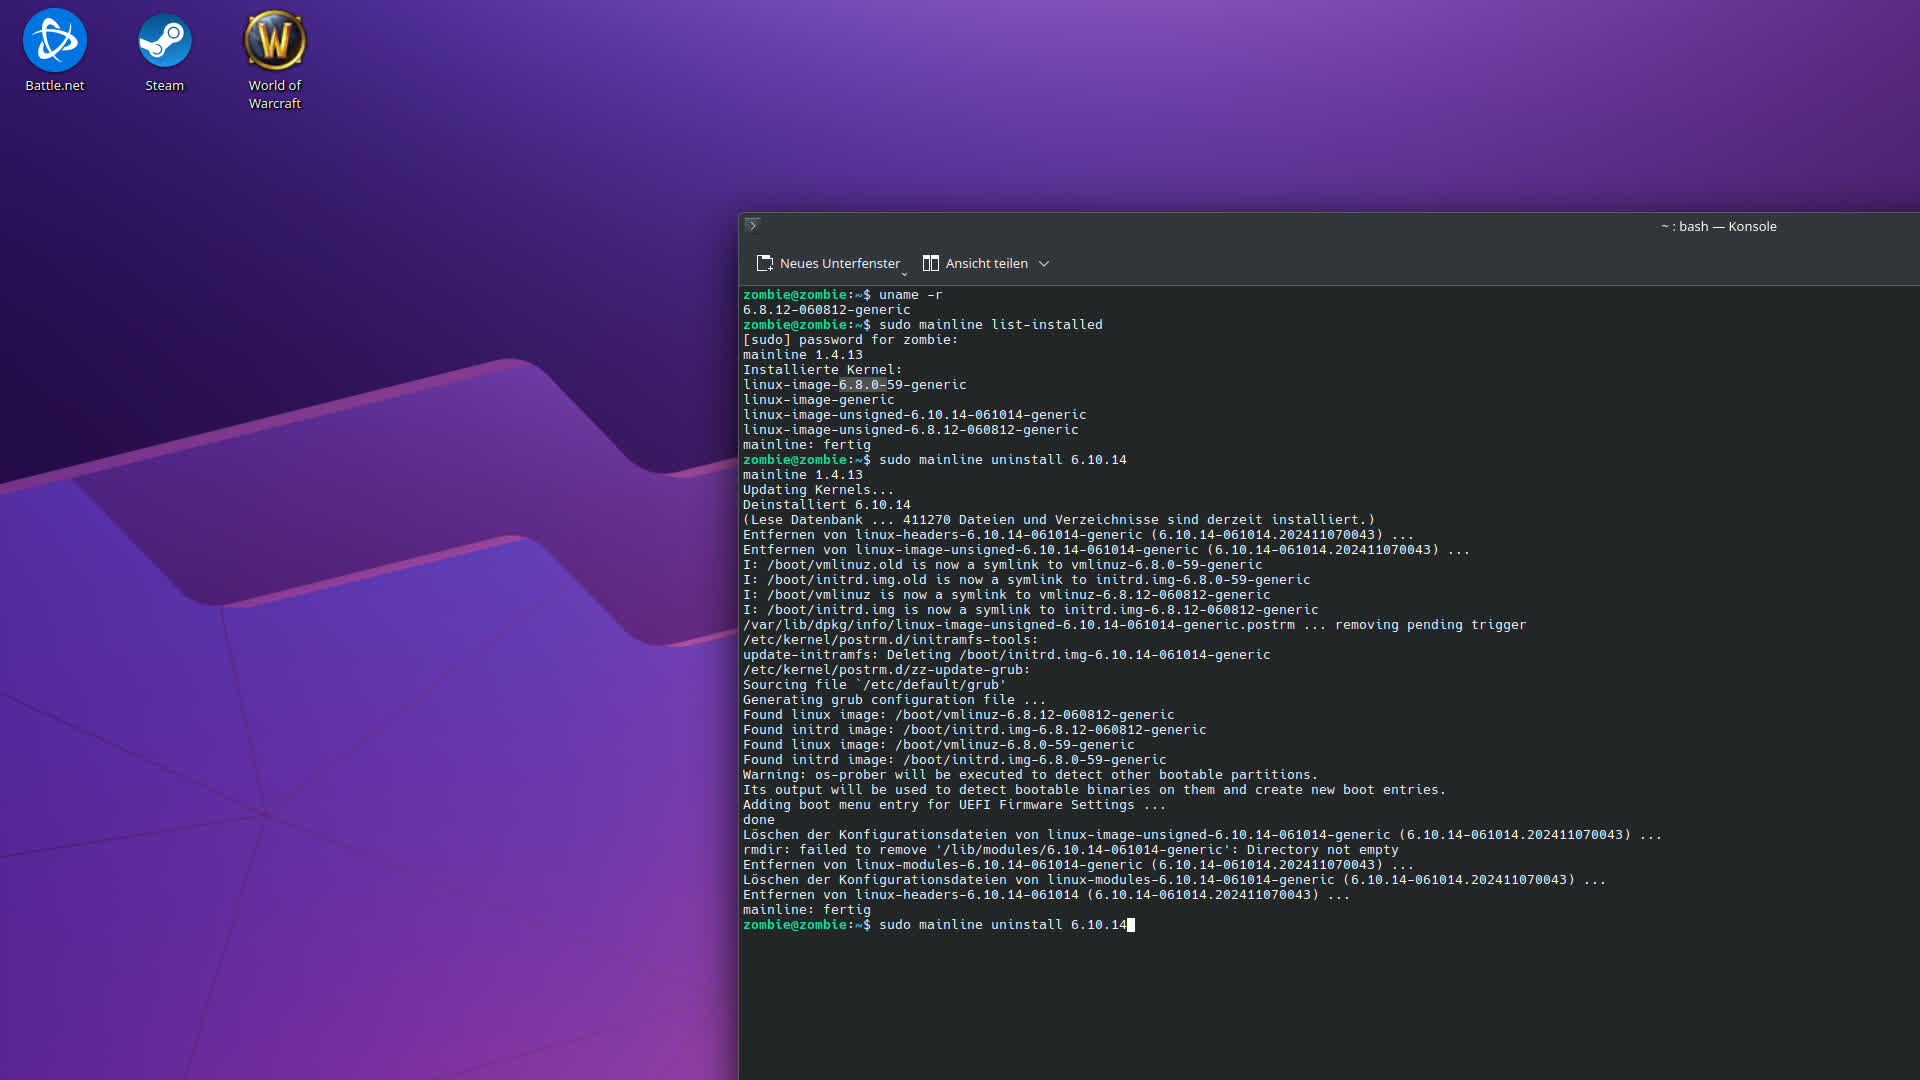 Battle.net
Steam
World of
Warcraft
~ : bash — Konsole
Neues Unterfenster
Ansicht teilen
zombie@zombie:~$ uname -r
6.8.12-060812-generic
zombie@zombie:~$ sudo mainline list-installed
[sudo] password for zombie:
mainline 1.4.13
Installierte Kernel:
linux-image-6.8.0-59-generic
linux-image-generic
linux-image-unsigned-6.10.14-061014-generic
linux-image-unsigned-6.8.12-060812-generic
mainline: fertig
zombie@zombie:~$ sudo mainline uninstall 6.10.14
mainline 1.4.13
Updating Kernels...
Deinstalliert 6.10.14
(Lese Datenbank ... 411270 Dateien und Verzeichnisse sind derzeit installiert.)
Entfernen von linux-headers-6.10.14-061014-generic (6.10.14-061014.202411070043) ...
Entfernen von linux-image-unsigned-6.10.14-061014-generic (6.10.14-061014.202411070043) ...
I: /boot/vmlinuz.old is now a symlink to vmlinuz-6.8.0-59-generic
I: /boot/initrd.img.old is now a symlink to initrd.img-6.8.0-59-generic
I: /boot/vmlinuz is now a symlink to vmlinuz-6.8.12-060812-generic
I: /boot/initrd.img is now a symlink to initrd.img-6.8.12-060812-generic
/var/lib/dpkg/info/linux-image-unsigned-6.10.14-061014-generic.postrm ... removing pending trigger
/etc/kernel/postrm.d/initramfs-tools:
update-initramfs: Deleting /boot/initrd.img-6.10.14-061014-generic
/etc/kernel/postrm.d/zz-update-grub:
Sourcing file `/etc/default/grub'
Generating grub configuration file ...
Found linux image: /boot/vmlinuz-6.8.12-060812-generic
Found initrd image: /boot/initrd.img-6.8.12-060812-generic
Found linux image: /boot/vmlinuz-6.8.0-59-generic
Found initrd image: /boot/initrd.img-6.8.0-59-generic
Warning: os-prober will be executed to detect other bootable partitions.
Its output will be used to detect bootable binaries on them and create new boot entries.
Adding boot menu entry for UEFI Firmware Settings ...
done
Löschen der Konfigurationsdateien von linux-image-unsigned-6.10.14-061014-generic (6.10.14-061014.202411070043) ...
rmdir: failed to remove '/lib/modules/6.10.14-061014-generic': Directory not empty
Entfernen von linux-modules-6.10.14-061014-generic (6.10.14-061014.202411070043) ...
Löschen der Konfigurationsdateien von linux-modules-6.10.14-061014-generic (6.10.14-061014.202411070043) ...
Entfernen von linux-headers-6.10.14-061014 (6.10.14-061014.202411070043) ...
mainline: fertig
zombie@zombie:~$ sudo mainline uninstall 6.10.14